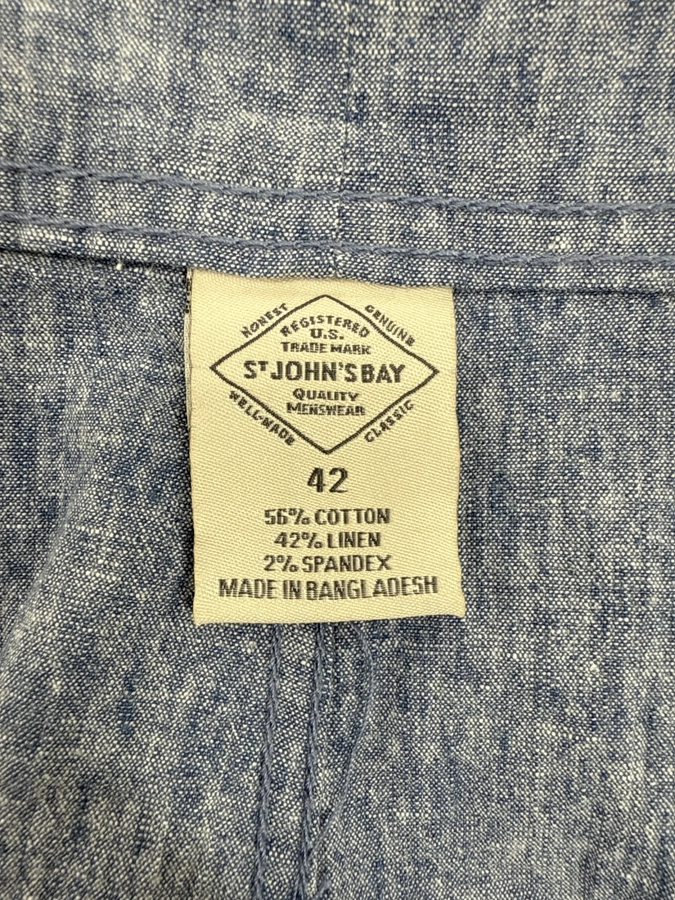 HONEST
GENUINE
REGISTERED
U.S.
TRADE MARK
ST JOHN'S BAY
QUALITY
MENSWEAR
WELL-MADE
CLASSIC
42
56% COTTON
42% LINEN
2% SPANDEX
MADE IN BANGLADESH